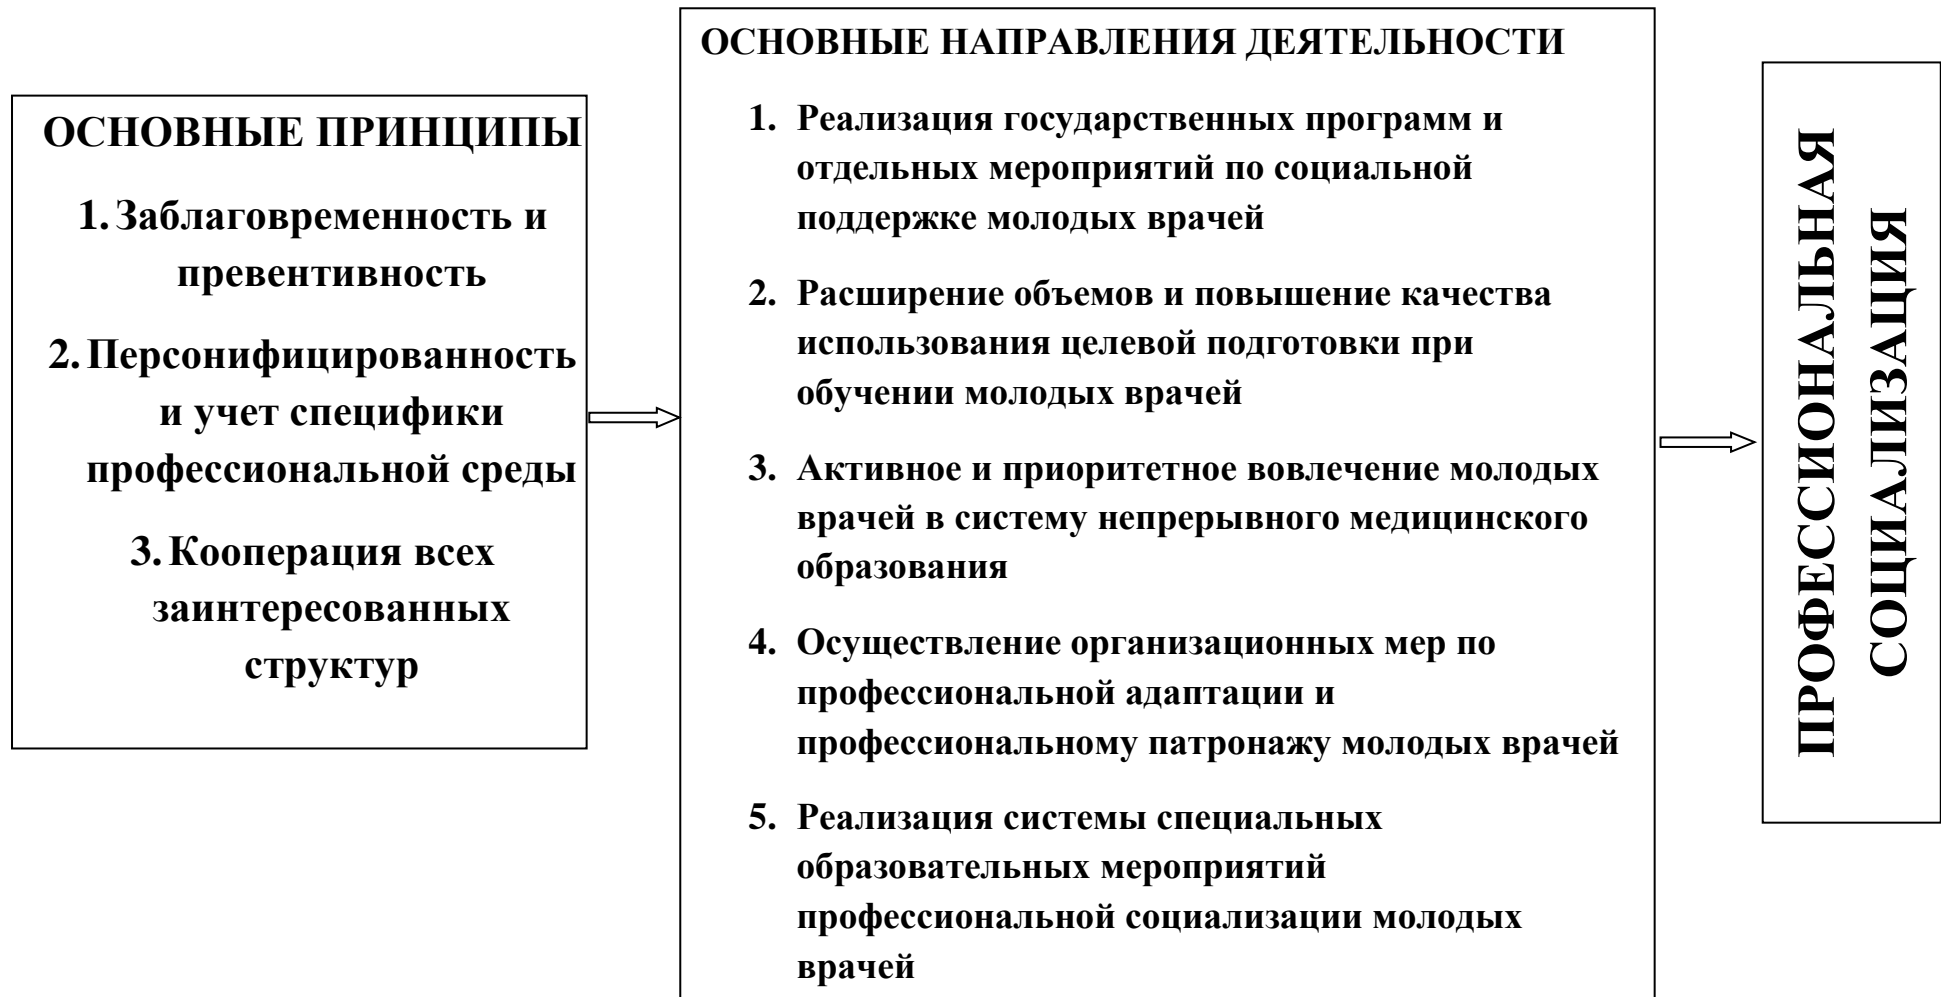 ОСНОВНЫЕ ПРИНЦИПЫ
1. Заблаговременность и
превентивность
2. Персонифицированность
и учет специфики
профессиональной среды
3. Кооперация всех
заинтересованных
структур
ОСНОВНЫЕ НАПРАВЛЕНИЯ ДЕЯТЕЛЬНОСТИ
1. Реализация государственных программ и
отдельных мероприятий по социальной
поддержке молодых врачей
2. Расширение объемов и повышение качества
использования целевой подготовки при
обучении молодых врачей
3. Активное и приоритетное вовлечение молодых
врачей в систему непрерывного медицинского
образования
4. Осуществление организационных мер по
профессиональной адаптации и
профессиональному патронажу молодых врачей
5. Реализация системы специальных
образовательных мероприятий
профессиональной социализации молодых
врачей
ПРОФЕССИОНАЛЬНАЯ
СОЦИАЛИЗАЦИЯ